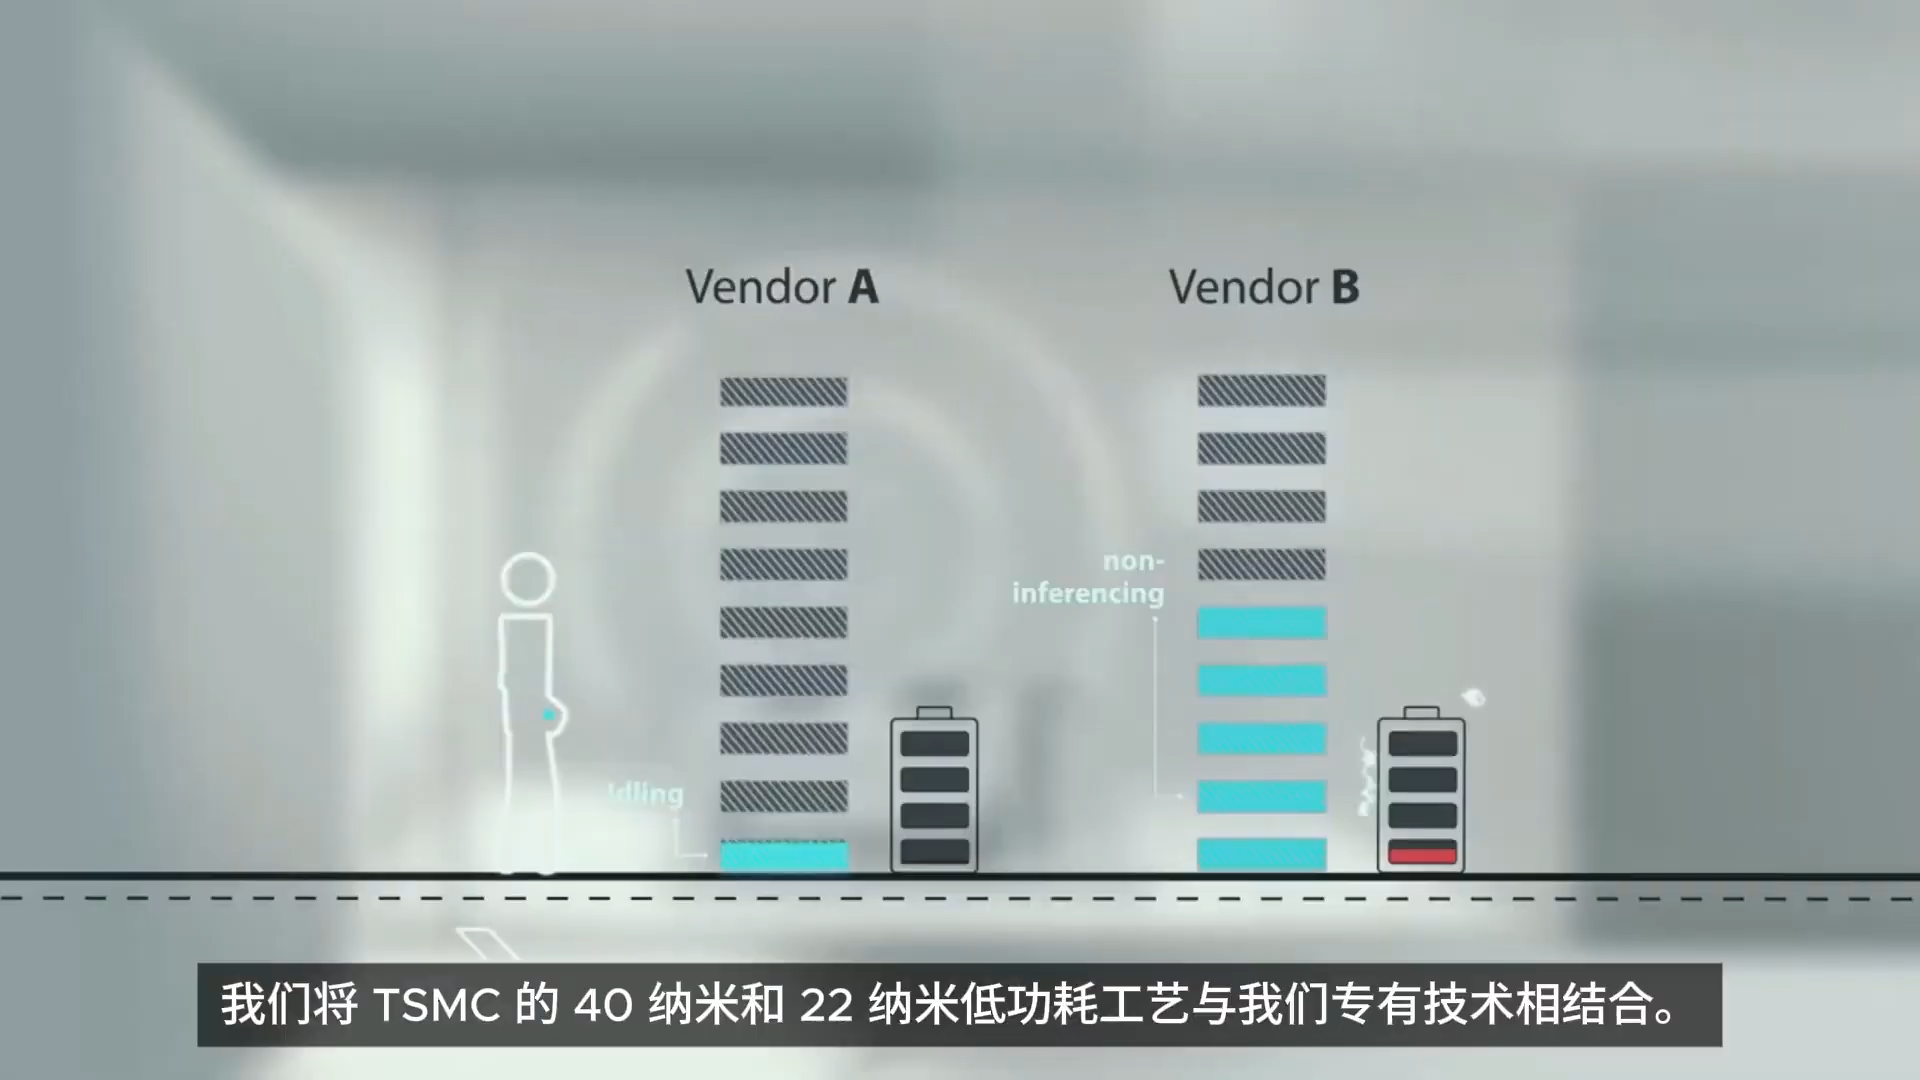 Vendor A
Vendor B
non-
inferencing
Idling
我们将 TSMC 的 40 纳米和 22 纳米低功耗工艺与我们专有技术相结合。